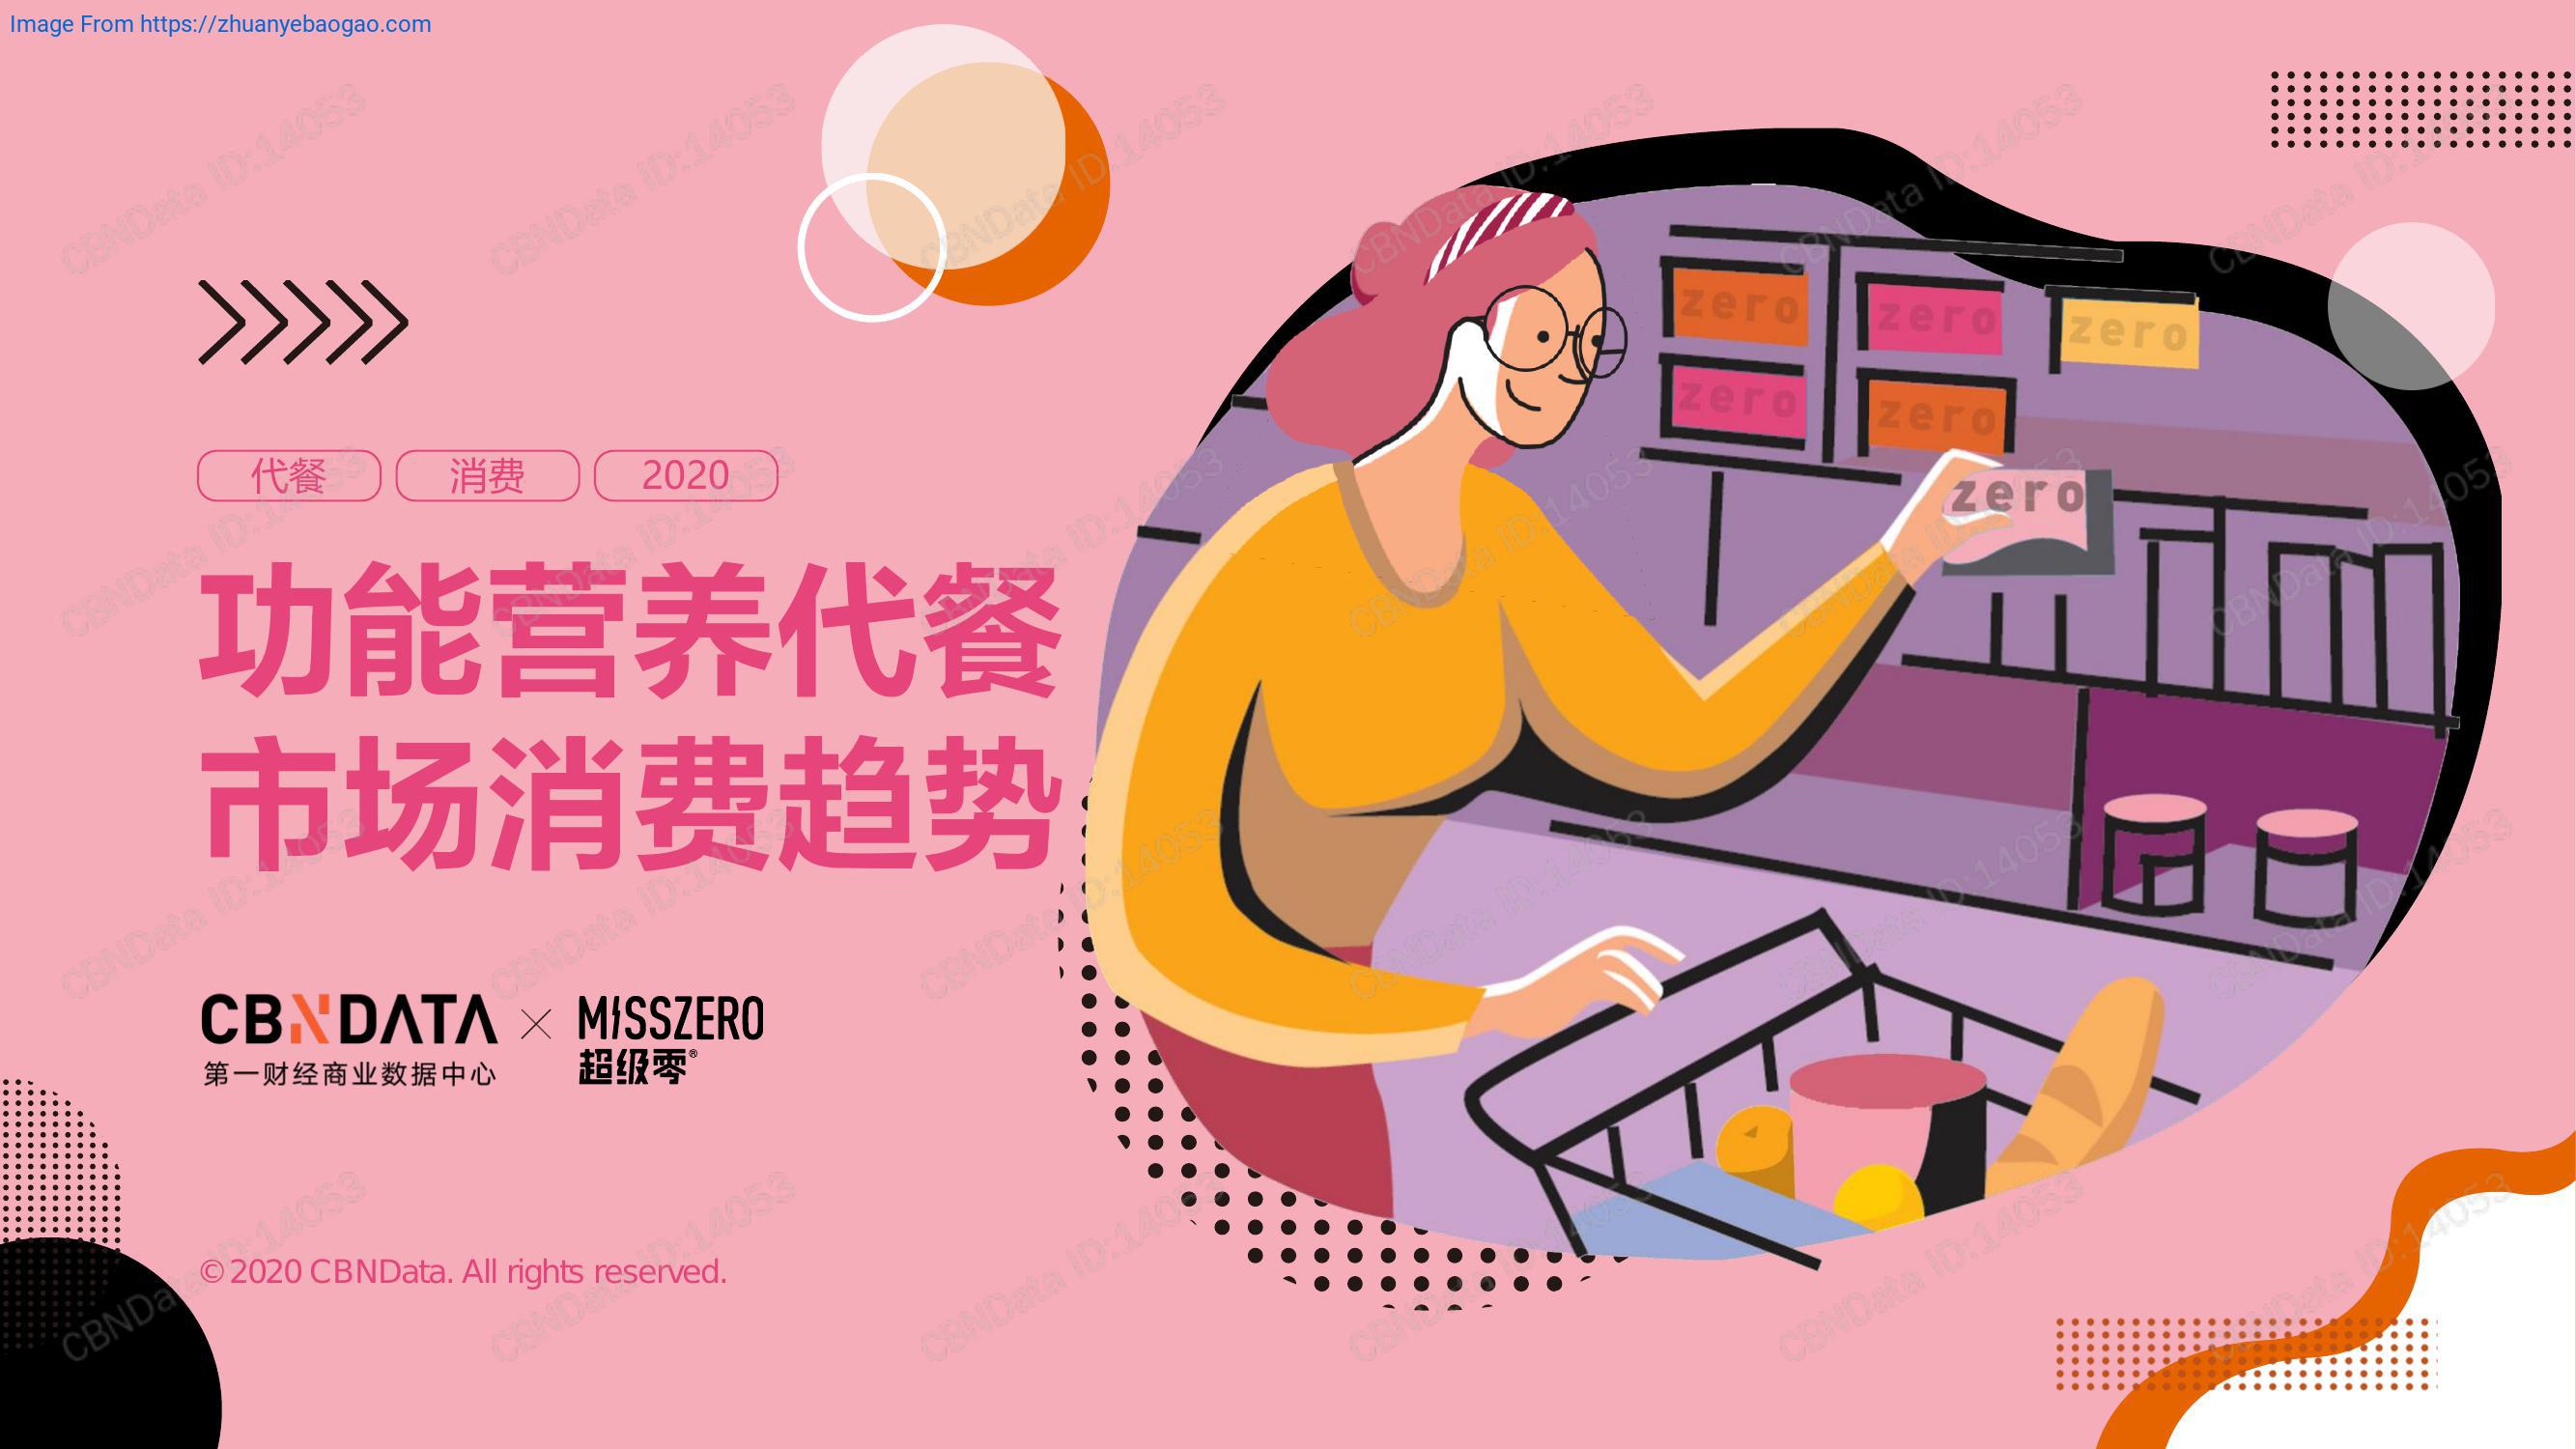 Image From https://zhuanyebaogao.com
代餐 消费 2020
功能营养代餐
市场消费趋势
CBNDATA × MISSZERO
第一财经商业数据中心 超级零®
© 2020 CBNData. All rights reserved.
zero zero zero
zero zero
zero
CBNData ID:14053